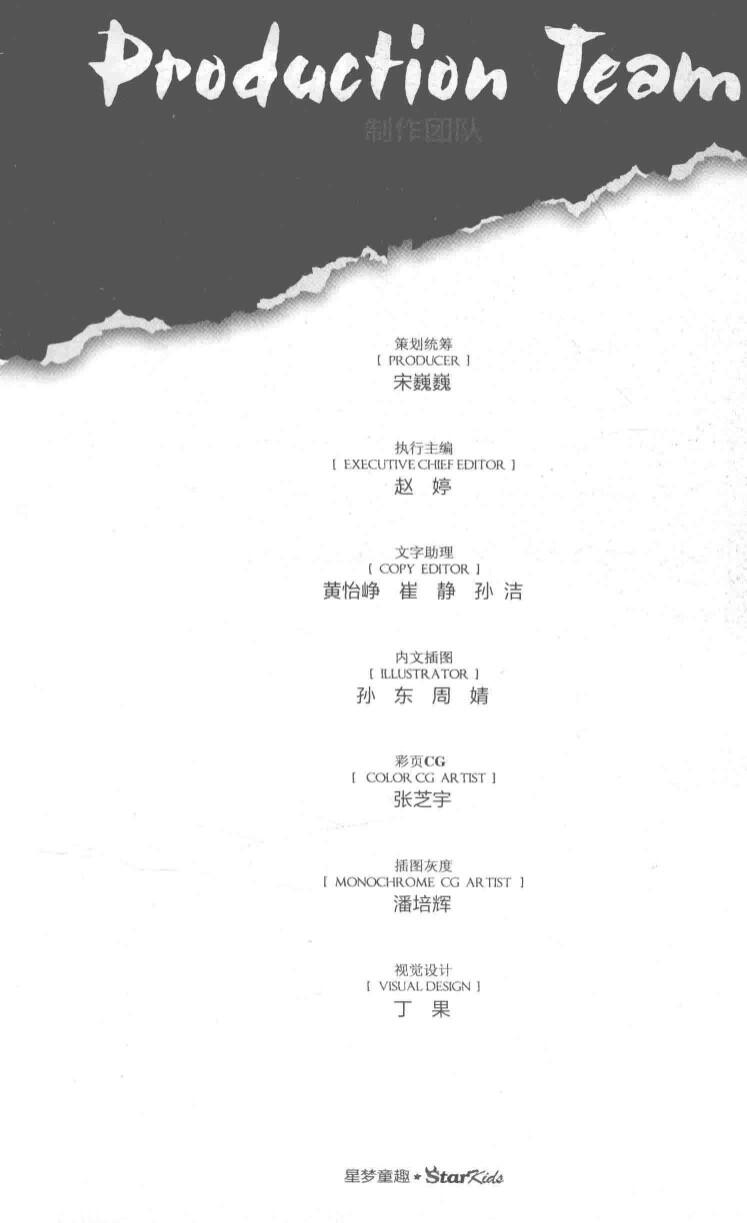 Production Team
制作团队
策划统筹
[ PRODUCER ]
宋巍巍
执行主编
[ EXECUTIVE CHIEF EDITOR ]
赵 婷
文字助理
[ COPY EDITOR ]
黄怡峥 崔 静 孙 洁
内文插图
[ ILLUSTRATOR ]
孙 东 周 婧
彩页CG
[ COLOR CG ARTIST ]
张芝宇
插图灰度
[ MONOCHROME CG ARTIST ]
潘培辉
视觉设计
[ VISUAL DESIGN ]
丁 果
星梦童趣★StarKids